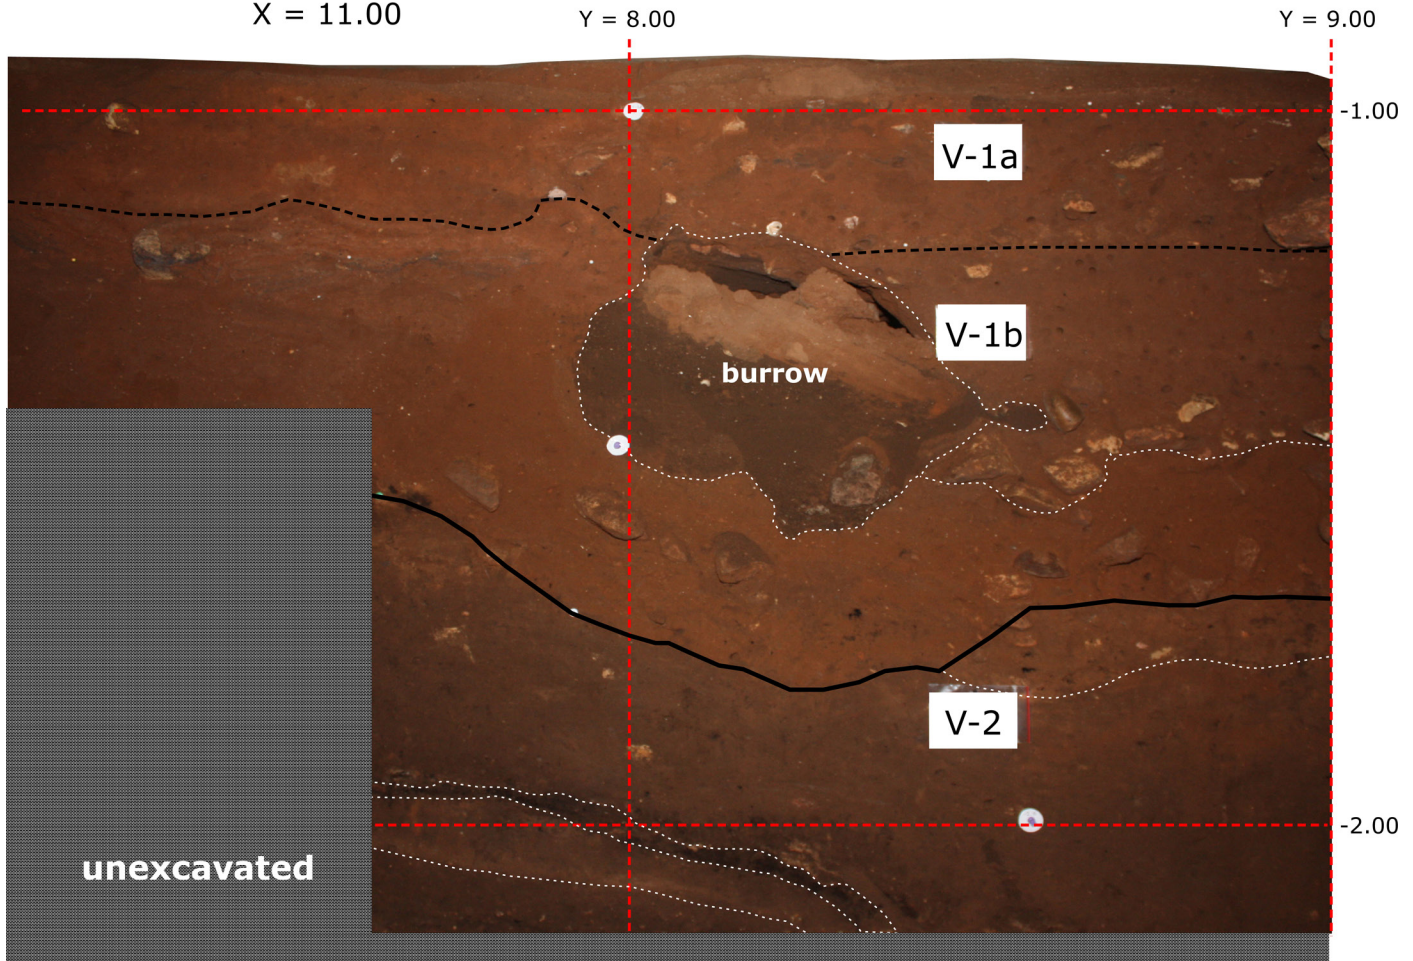 X = 11.00
Y = 8.00
Y = 9.00
-1.00
V-1a
V-1b
burrow
V-2
-2.00
unexcavated